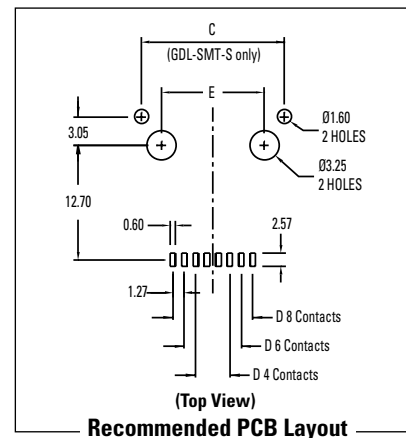 C
(GDL-SMT-S only)
E
Ø1.60
2 HOLES
3.05
Ø3.25
2 HOLES
12.70
0.60
2.57
1.27
D 8 Contacts
D 6 Contacts
D 4 Contacts
(Top View)
Recommended PCB Layout